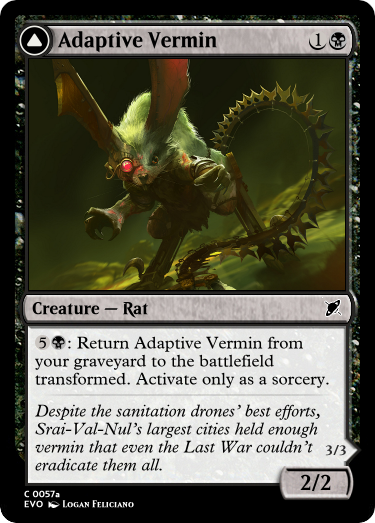 Adaptive Vermin 1
Creature — Rat
5 : Return Adaptive Vermin from
your graveyard to the battlefield
transformed. Activate only as a sorcery.
Despite the sanitation drones' best efforts,
Srai-Val-Nul's largest cities held enough
vermin that even the Last War couldn't
eradicate them all.
3/3
2/2
C 0057a
EVO Logan Feliciano